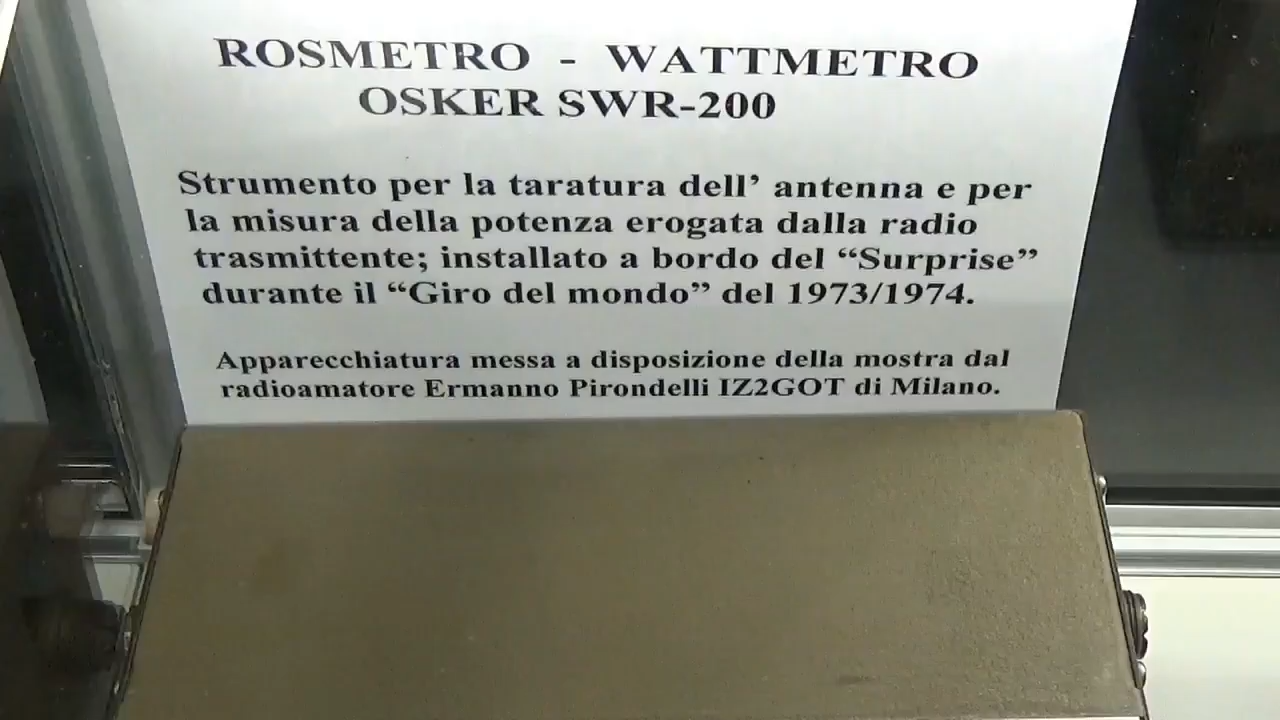 ROSMETRO - WATTMETRO
OSKER SWR-200
Strumento per la taratura dell’ antenna e per
la misura della potenza erogata dalla radio
trasmittente; installato a bordo del “Surprise”
durante il “Giro del mondo” del 1973/1974.
Apparecchiatura messa a disposizione della mostra dal
radioamatore Ermanno Pirondelli IZ2GOT di Milano.